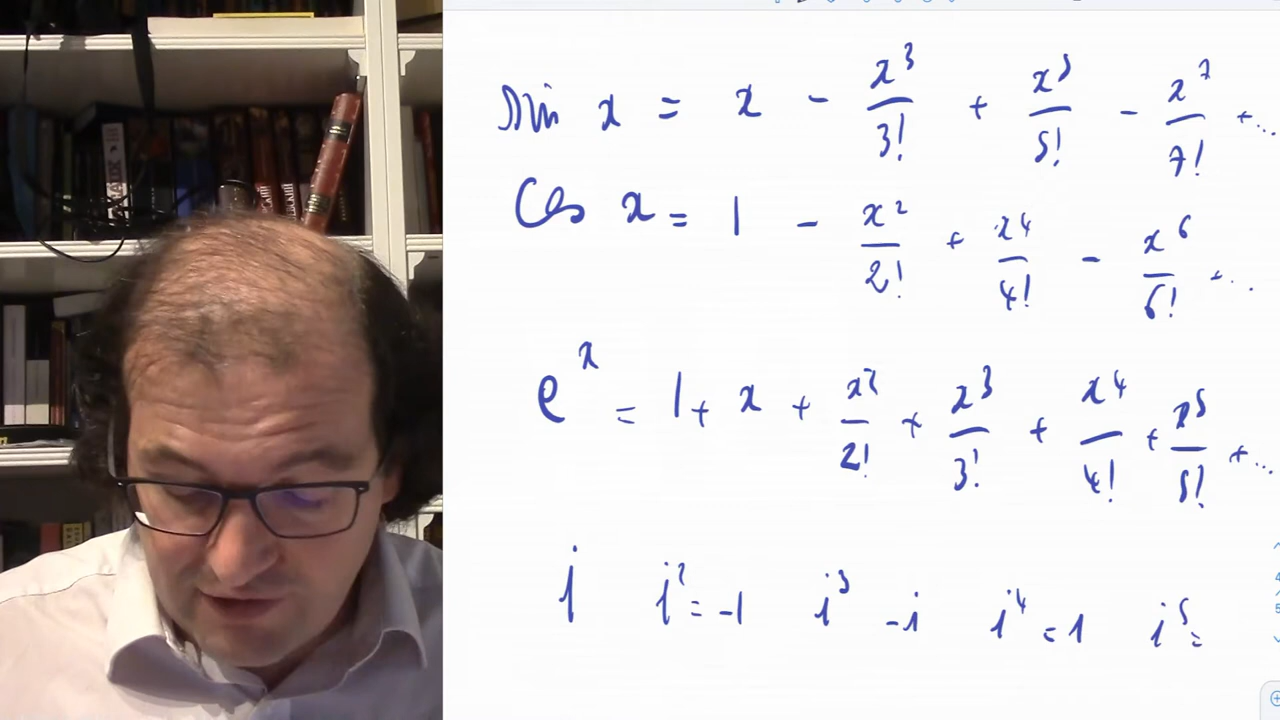 sin x = x - x³/3! + x⁵/5! - x⁷/7! + ...
Cos x = 1 - x²/2! + x⁴/4! - x⁶/6! + ...
e^x = 1 + x + x²/2! + x³/3! + x⁴/4! + x⁵/5! + ...
i i² = -1 i³ -i i⁴ = 1 i⁵ =